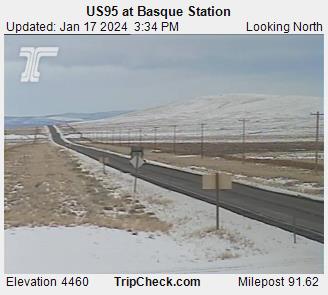 US95 at Basque Station
Updated: Jan 17 2024 3:34 PM Looking North
Elevation 4460 TripCheck.com Milepost 91.62